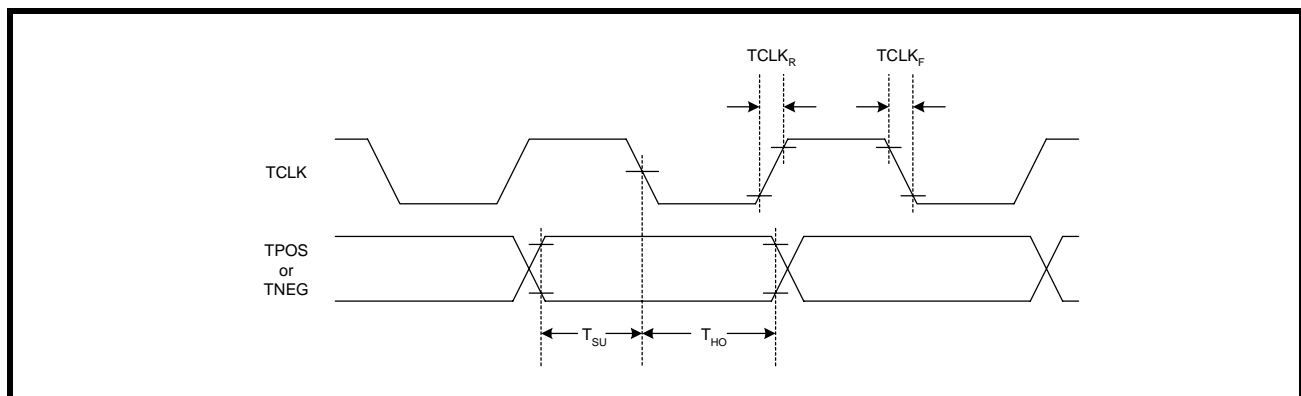 TCLKR TCLKF
TCLK
TPOS
or
TNEG
TSU THO